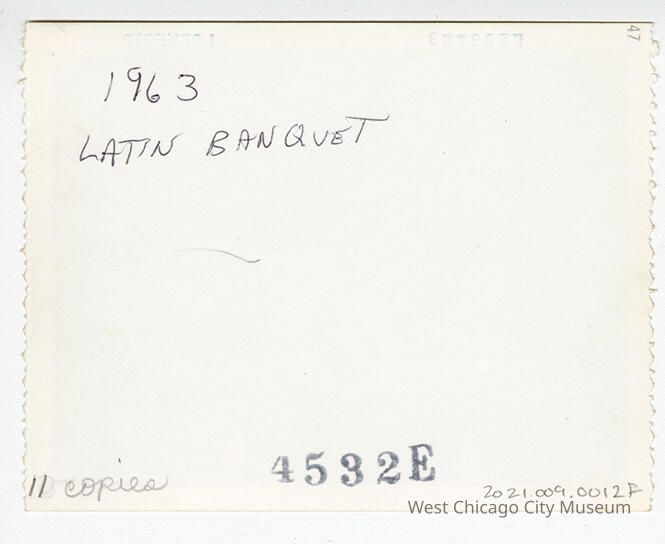 47
1963
LATIN BANQUET
4532E
11 copies
2021.009.0012F
West Chicago City Museum